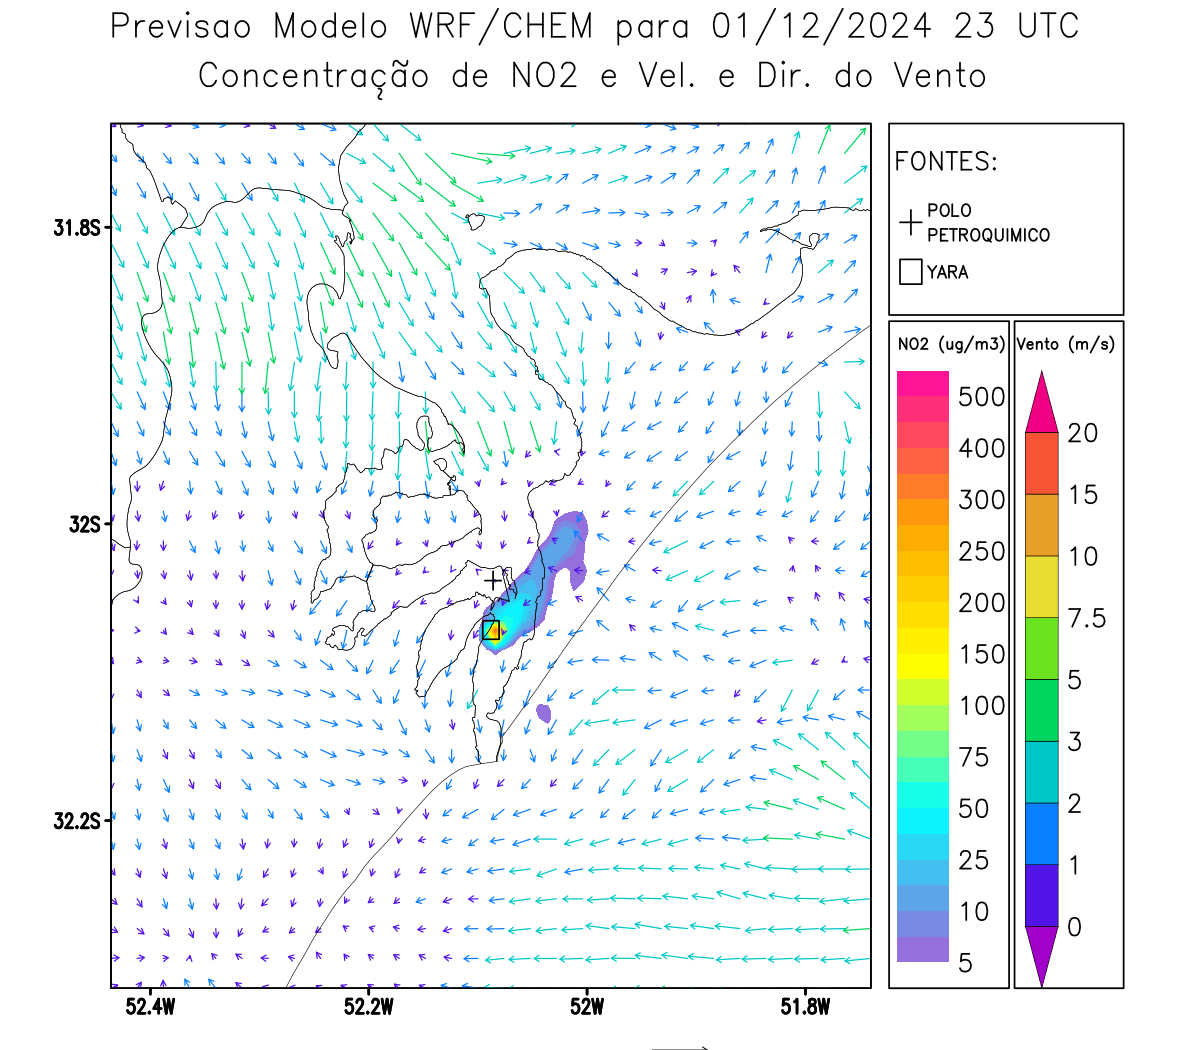 Previsao Modelo WRF/CHEM para 01/12/2024 23 UTC
Concentração de NO2 e Vel. e Dir. do Vento
FONTES:
POLO
PETROQUIMICO
YARA
NO2 (ug/m3)
500
400
300
250
200
150
100
75
50
25
10
5
Vento (m/s)
20
15
10
7.5
5
3
2
1
0
31.8S
32S
32.2S
52.4W
52.2W
52W
51.8W